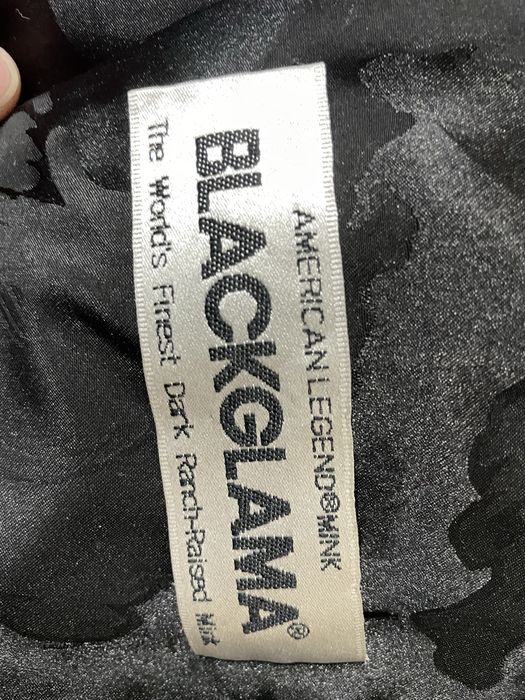 AMERICAN LEGEND®MINK
BLACKGLAMA®
The World's Finest Dark Ranch-Raised Mink